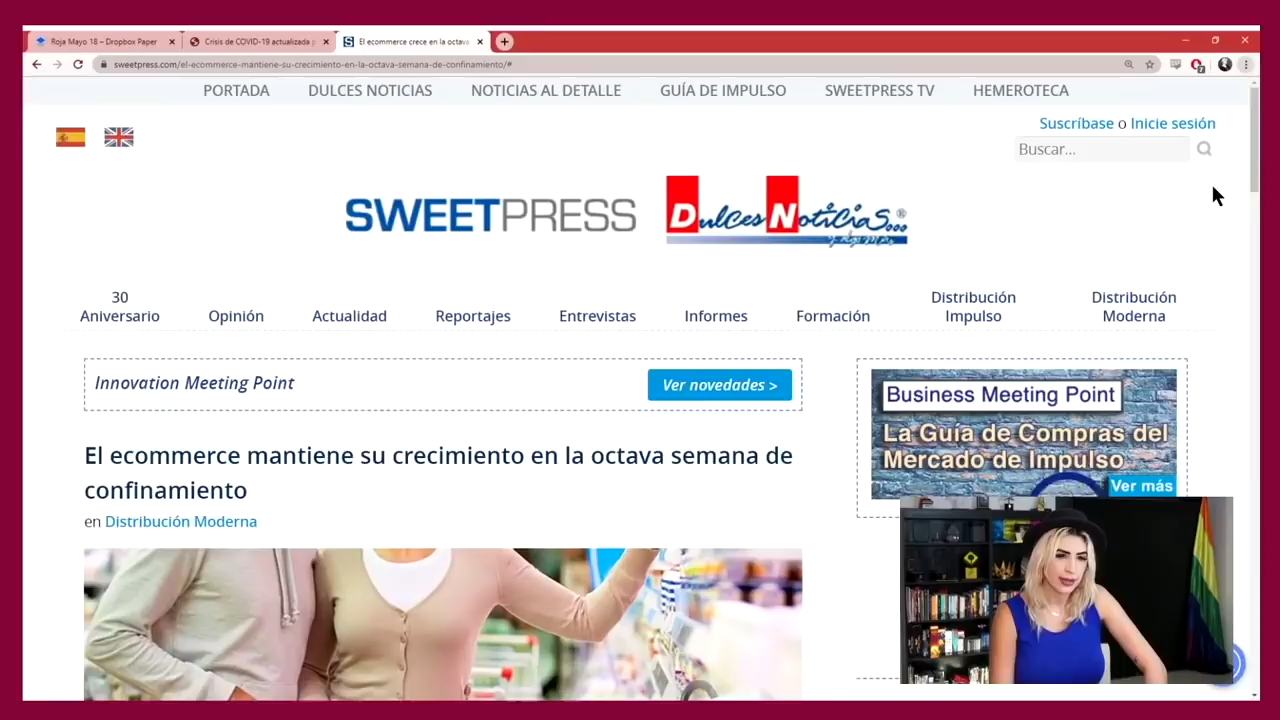 Roja Mayo 18 – Dropbox Paper
Crisis de COVID-19 actualizada
El ecommerce crece en la octava
sweetpress.com/el-ecommerce-mantiene-su-crecimiento-en-la-octava-semana-de-confinamiento/#
PORTADA DULCES NOTICIAS NOTICIAS AL DETALLE GUÍA DE IMPULSO SWEETPRESS TV HEMEROTECA
Suscríbase o Inicie sesión
Buscar...
SWEETPRESS
Dulces Noticias...®
y algo Más
30 Aniversario
Opinión
Actualidad
Reportajes
Entrevistas
Informes
Formación
Distribución Impulso
Distribución Moderna
Innovation Meeting Point
Ver novedades >
Business Meeting Point
La Guía de Compras del
Mercado de Impulso
Ver más
El ecommerce mantiene su crecimiento en la octava semana de
confinamiento
en Distribución Moderna